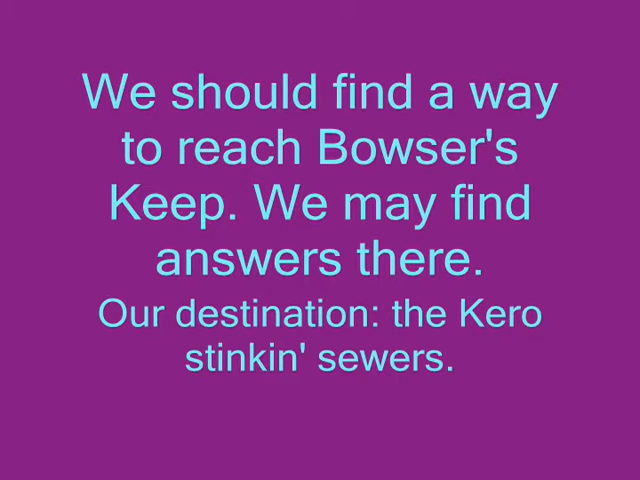 We should find a way
to reach Bowser's
Keep. We may find
answers there.
Our destination: the Kero
stinkin' sewers.